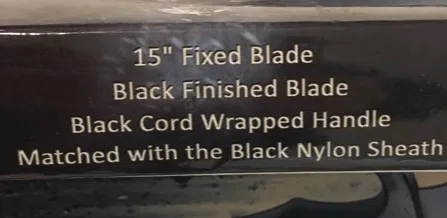 15" Fixed Blade
Black Finished Blade
Black Cord Wrapped Handle
Matched with the Black Nylon Sheath